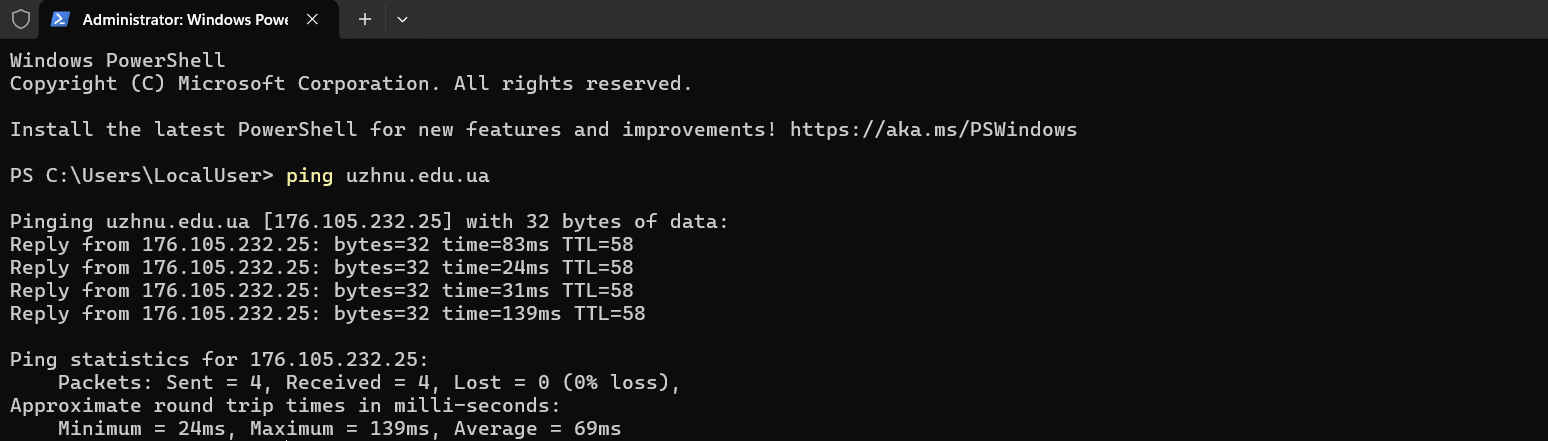 Administrator: Windows Powe
Windows PowerShell
Copyright (C) Microsoft Corporation. All rights reserved.
Install the latest PowerShell for new features and improvements! https://aka.ms/PSWindows
PS C:\Users\LocalUser> ping uzhnu.edu.ua
Pinging uzhnu.edu.ua [176.105.232.25] with 32 bytes of data:
Reply from 176.105.232.25: bytes=32 time=83ms TTL=58
Reply from 176.105.232.25: bytes=32 time=24ms TTL=58
Reply from 176.105.232.25: bytes=32 time=31ms TTL=58
Reply from 176.105.232.25: bytes=32 time=139ms TTL=58
Ping statistics for 176.105.232.25:
    Packets: Sent = 4, Received = 4, Lost = 0 (0% loss),
Approximate round trip times in milli-seconds:
    Minimum = 24ms, Maximum = 139ms, Average = 69ms